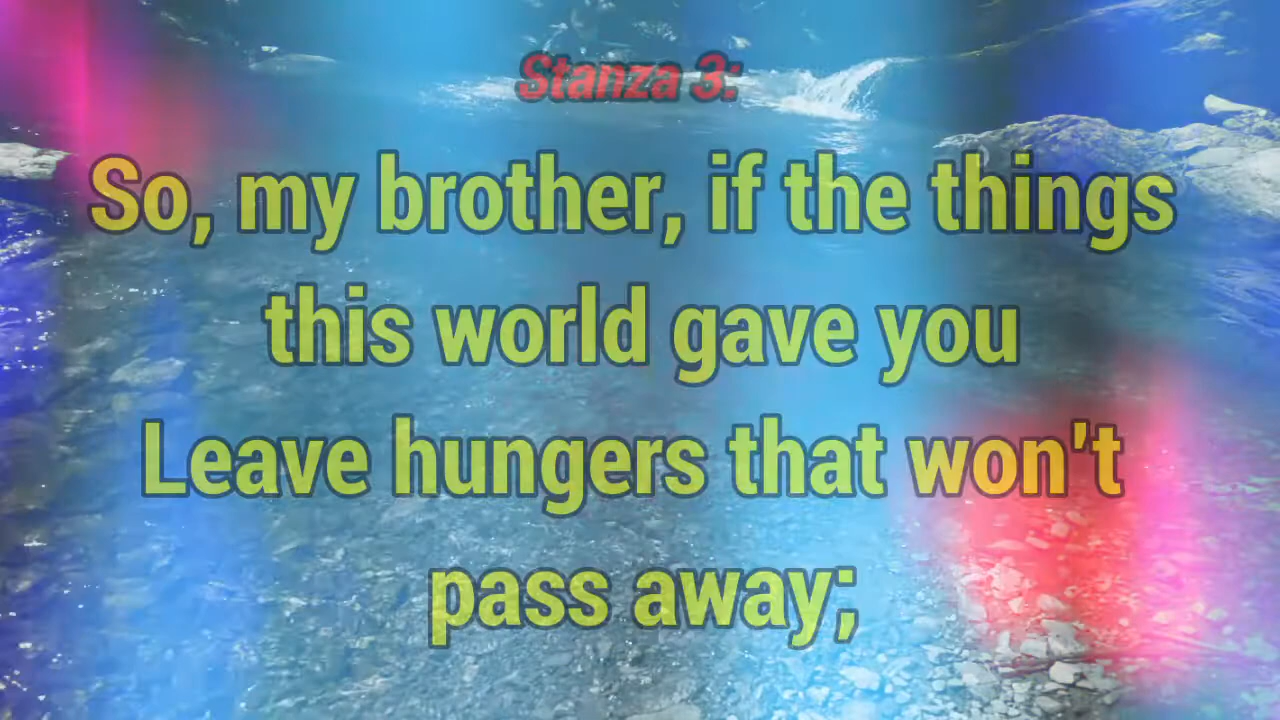 Stanza 3:
So, my brother, if the things
this world gave you
Leave hungers that won't
pass away;